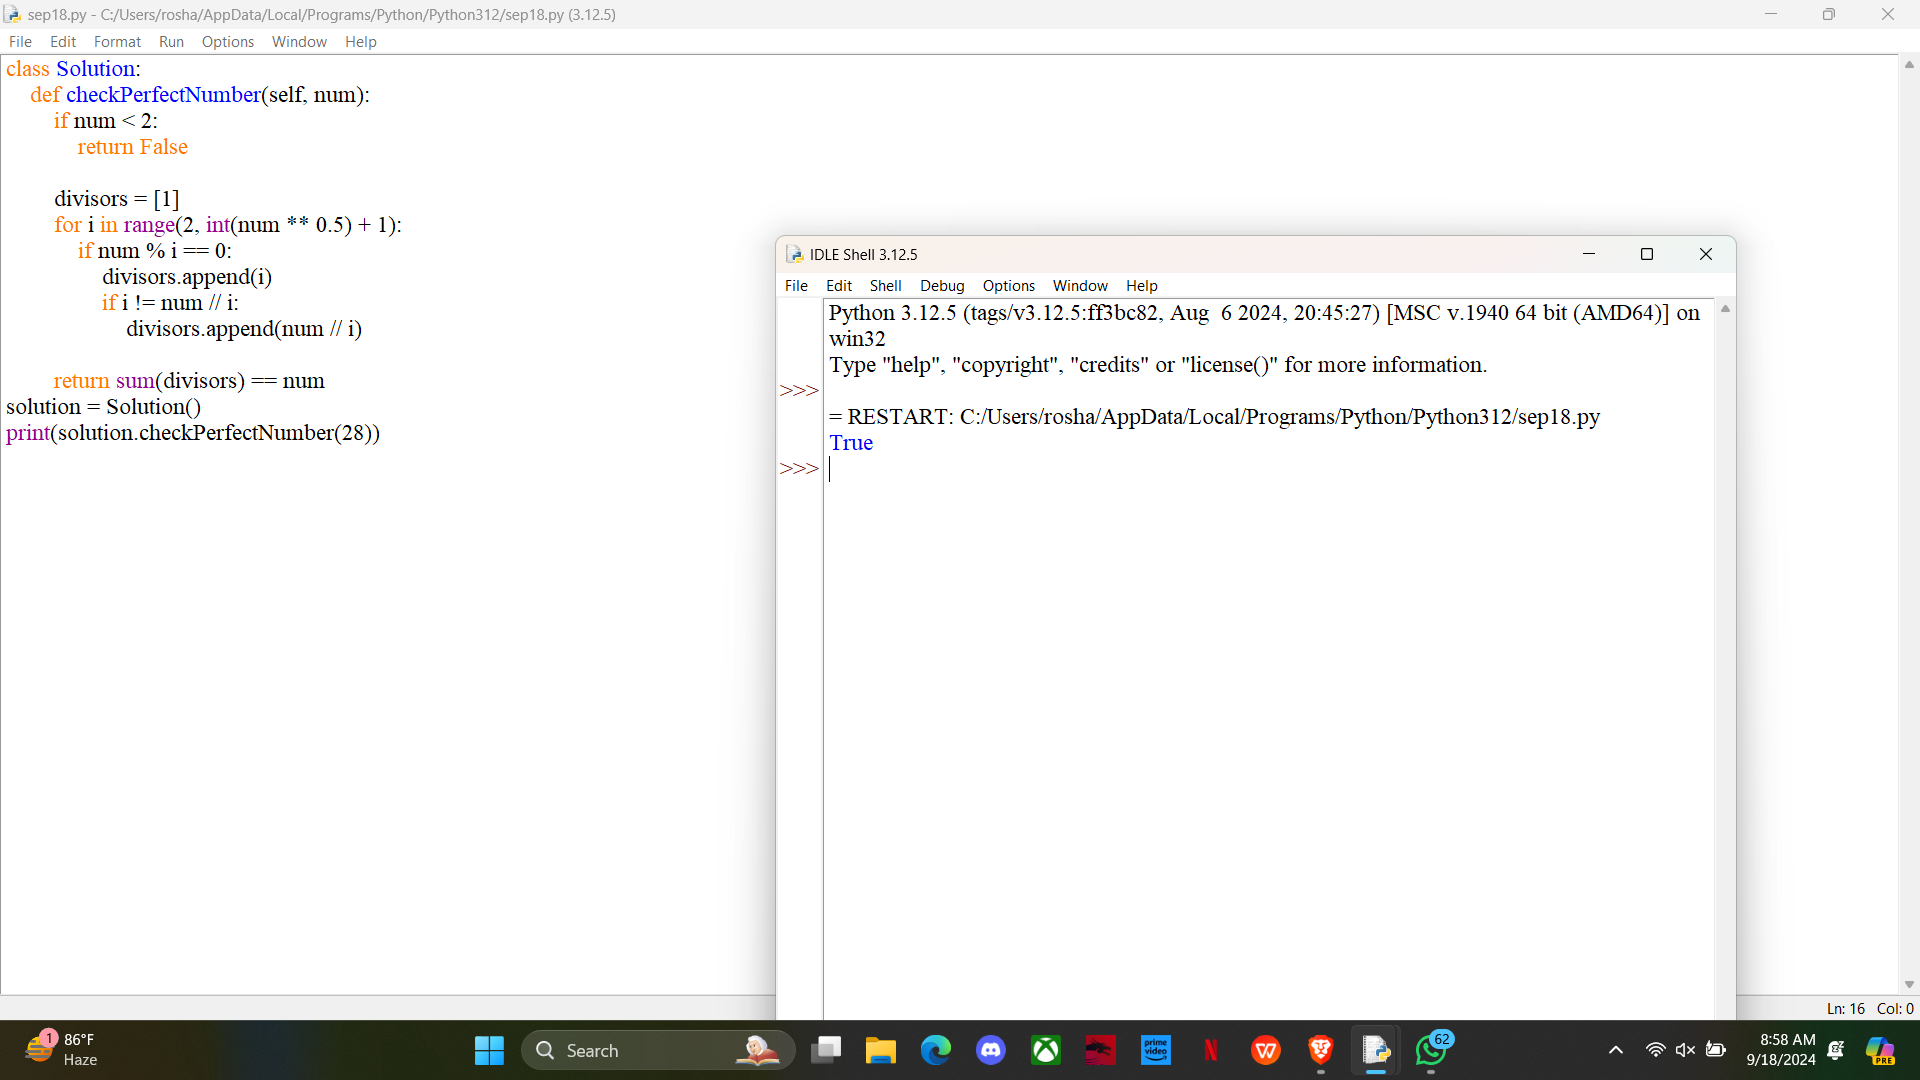 sep18.py - C:/Users/rosha/AppData/Local/Programs/Python/Python312/sep18.py (3.12.5)
File Edit Format Run Options Window Help
class Solution:
    def checkPerfectNumber(self, num):
        if num < 2:
            return False

        divisors = [1]
        for i in range(2, int(num ** 0.5) + 1):
            if num % i == 0:
                divisors.append(i)
                if i != num // i:
                    divisors.append(num // i)

        return sum(divisors) == num
solution = Solution()
print(solution.checkPerfectNumber(28))
IDLE Shell 3.12.5
File Edit Shell Debug Options Window Help
Python 3.12.5 (tags/v3.12.5:ff3bc82, Aug  6 2024, 20:45:27) [MSC v.1940 64 bit (AMD64)] on
win32
Type "help", "copyright", "credits" or "license()" for more information.
>>>
= RESTART: C:/Users/rosha/AppData/Local/Programs/Python/Python312/sep18.py
True
>>>
Ln: 16 Col: 0
1
86°F
Haze
Search
prime
video
N
W
62
8:58 AM
9/18/2024
PRE